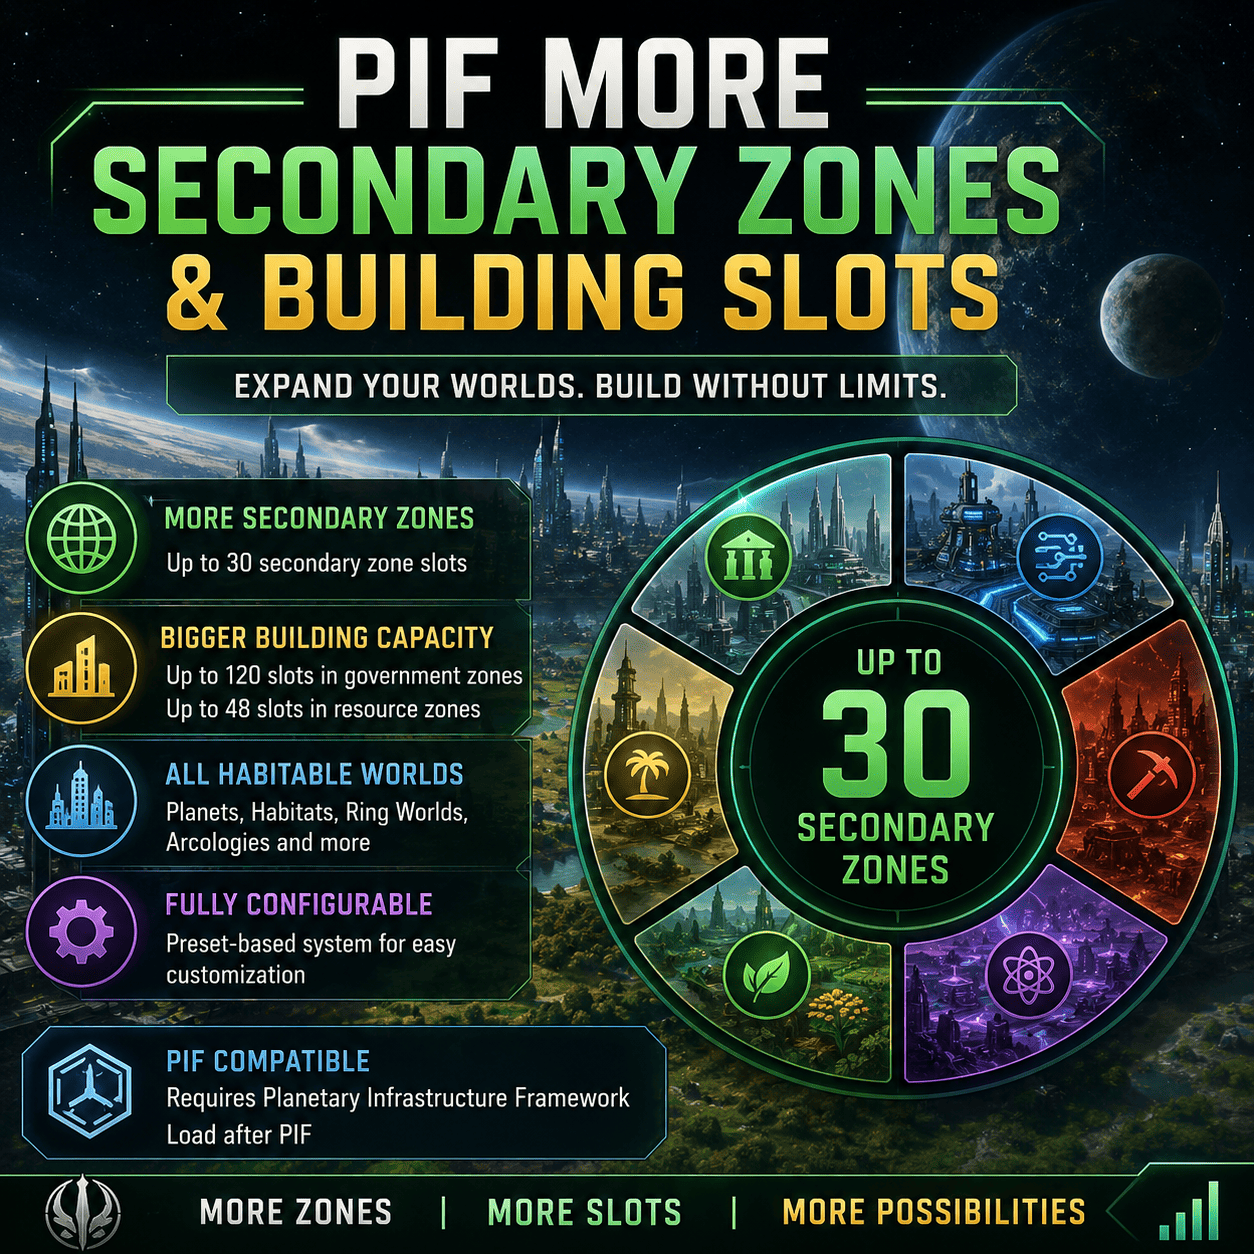 PIF MORE
SECONDARY ZONES
& BUILDING SLOTS
EXPAND YOUR WORLDS. BUILD WITHOUT LIMITS.
MORE SECONDARY ZONES
Up to 30 secondary zone slots
BIGGER BUILDING CAPACITY
Up to 120 slots in government zones
Up to 48 slots in resource zones
ALL HABITABLE WORLDS
Planets, Habitats, Ring Worlds,
Arcologies and more
FULLY CONFIGURABLE
Preset-based system for easy
customization
UP TO
30
SECONDARY
ZONES
PIF COMPATIBLE
Requires Planetary Infrastructure Framework
Load after PIF
MORE ZONES | MORE SLOTS | MORE POSSIBILITIES